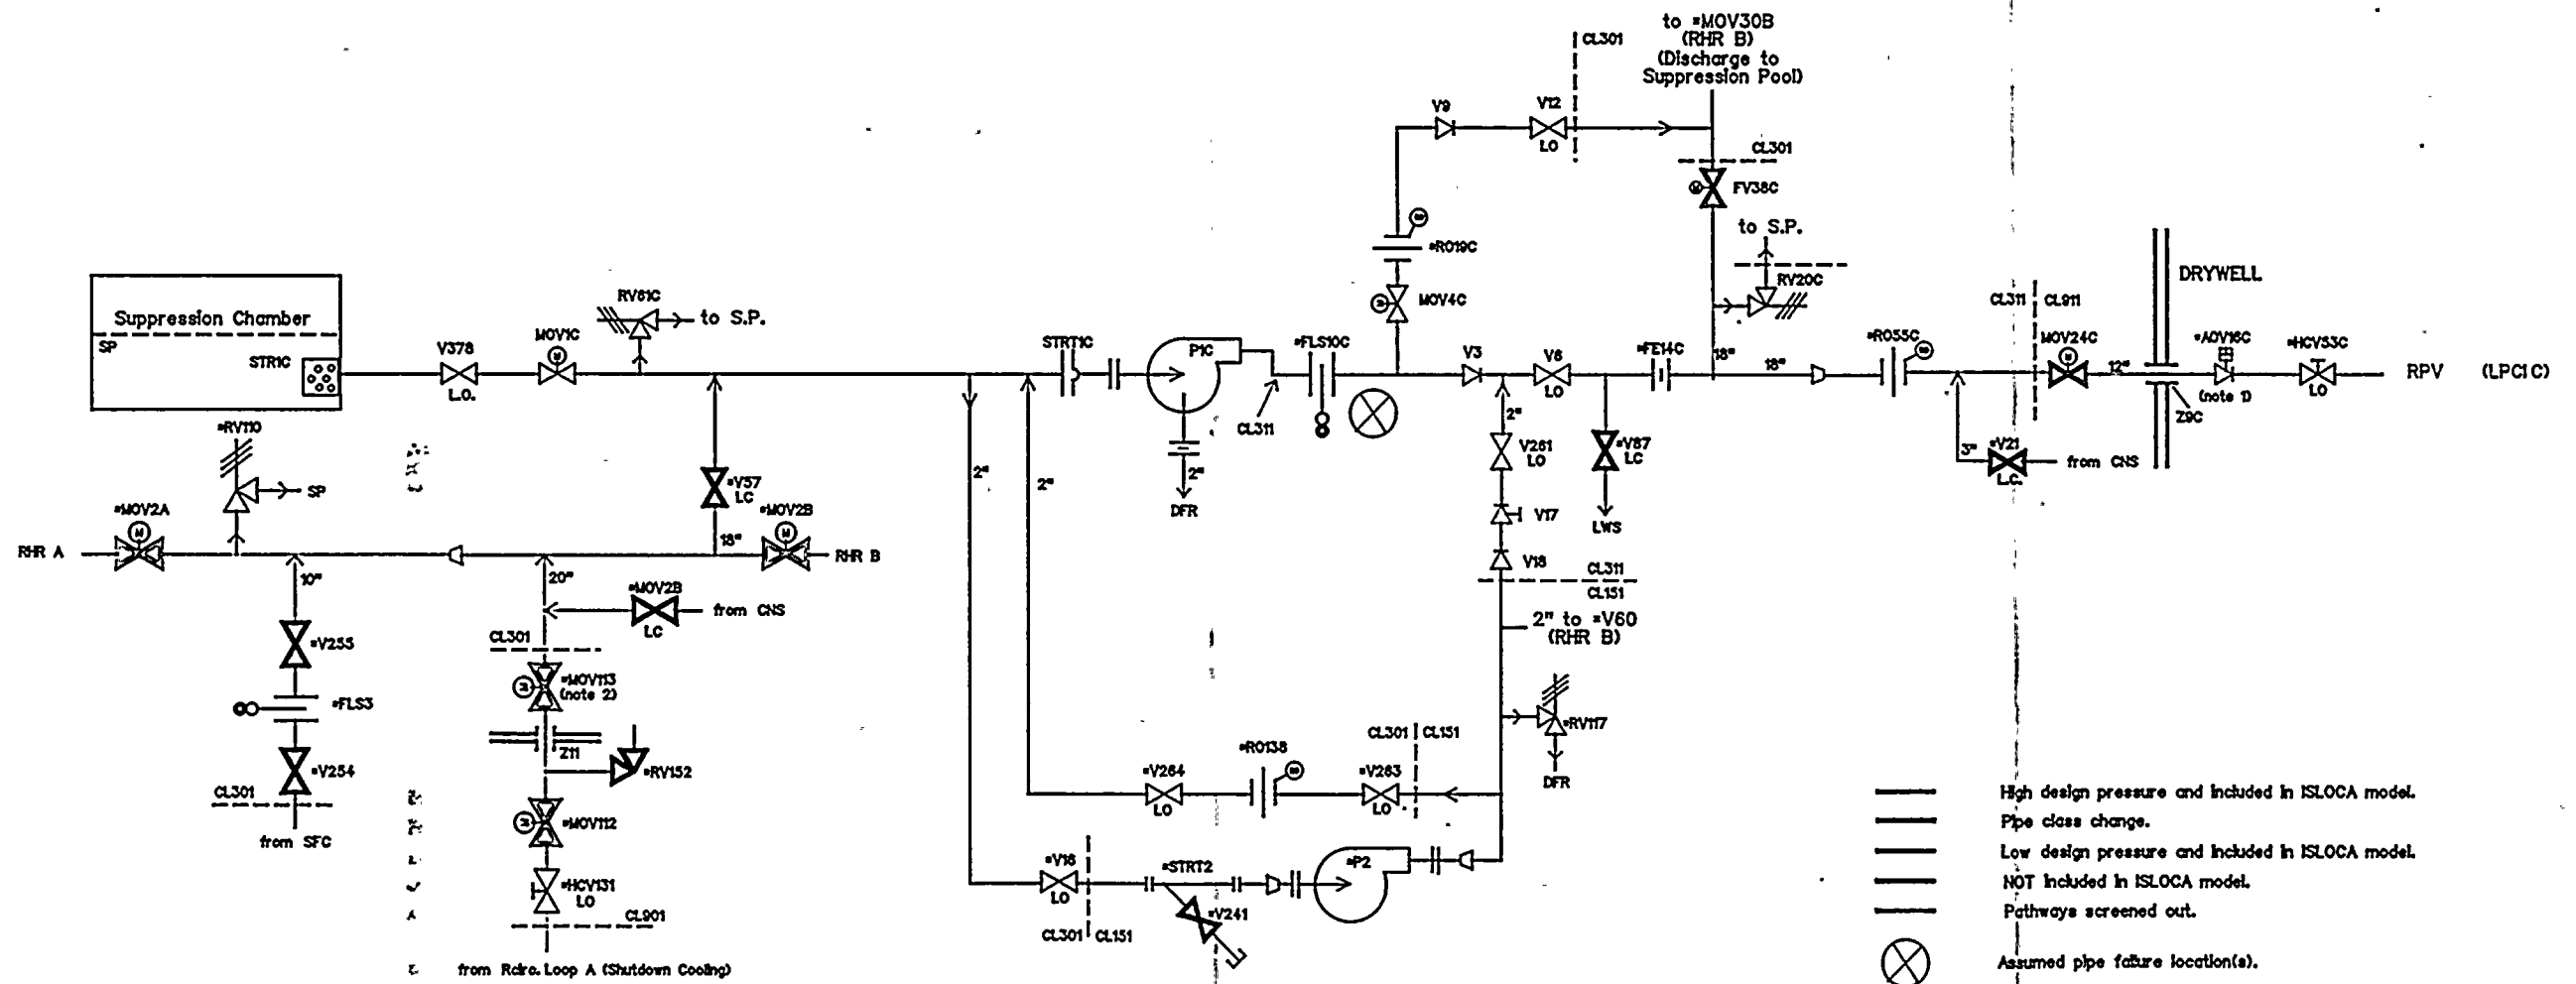 to *MOV30B
(RHR B)
(Discharge to
Suppression Pool)
CL301
V9
V12
LO
CL301
FV38C
to S.P.
RV20C
*RO19C
MOV4C
Suppression Chamber
SP
STR1C
V378
L.O.
MOV1C
RV61C
to S.P.
STRT1C
P1C
*FLS10C
CL311
2"
DFR
V3
V6
LO
*FE14C
18"
18"
*RO55C
CL311
CL911
MOV24C
12"
DRYWELL
Z9C
*AOV16C
(note 1)
*HCV53C
LO
RPV
(LPCI C)
3"
*V21
L.C.
from CNS
2"
V261
LO
V17
V18
CL311
CL151
*V87
LC
LWS
2" to *V60
(RHR B)
*RV117
DFR
*RV110
SP
*MOV2A
RHR A
*V57
LC
18"
*MOV2B
RHR B
10"
20"
*MOV2B
LC
from CNS
*V255
*FLS3
*V254
CL301
from SFC
CL301
*MOV113
(note 2)
Z11
*RV152
*MOV112
*HCV131
LO
CL901
from Rcirc. Loop A (Shutdown Cooling)
2"
2"
*V264
LO
*RO138
*V263
LO
CL301
CL151
*V16
LO
CL301
CL151
*STRT2
*V241
*P2
High design pressure and included in ISLOCA model.
Pipe class change.
Low design pressure and included in ISLOCA model.
NOT included in ISLOCA model.
Pathways screened out.
Assumed pipe failure location(s).